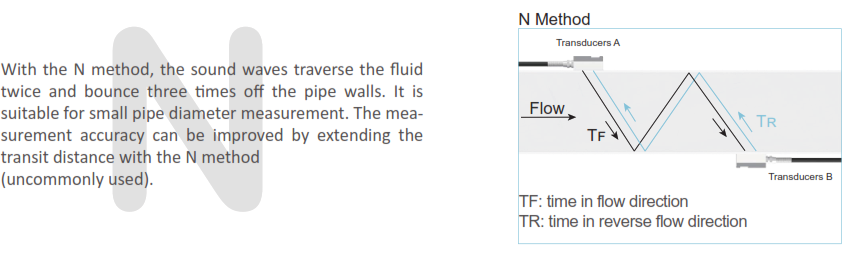 N
With the N method, the sound waves traverse the fluid
twice and bounce three times off the pipe walls. It is
suitable for small pipe diameter measurement. The mea-
surement accuracy can be improved by extending the
transit distance with the N method
(uncommonly used).
N Method
Transducers A
Flow
TF
TR
Transducers B
TF: time in flow direction
TR: time in reverse flow direction